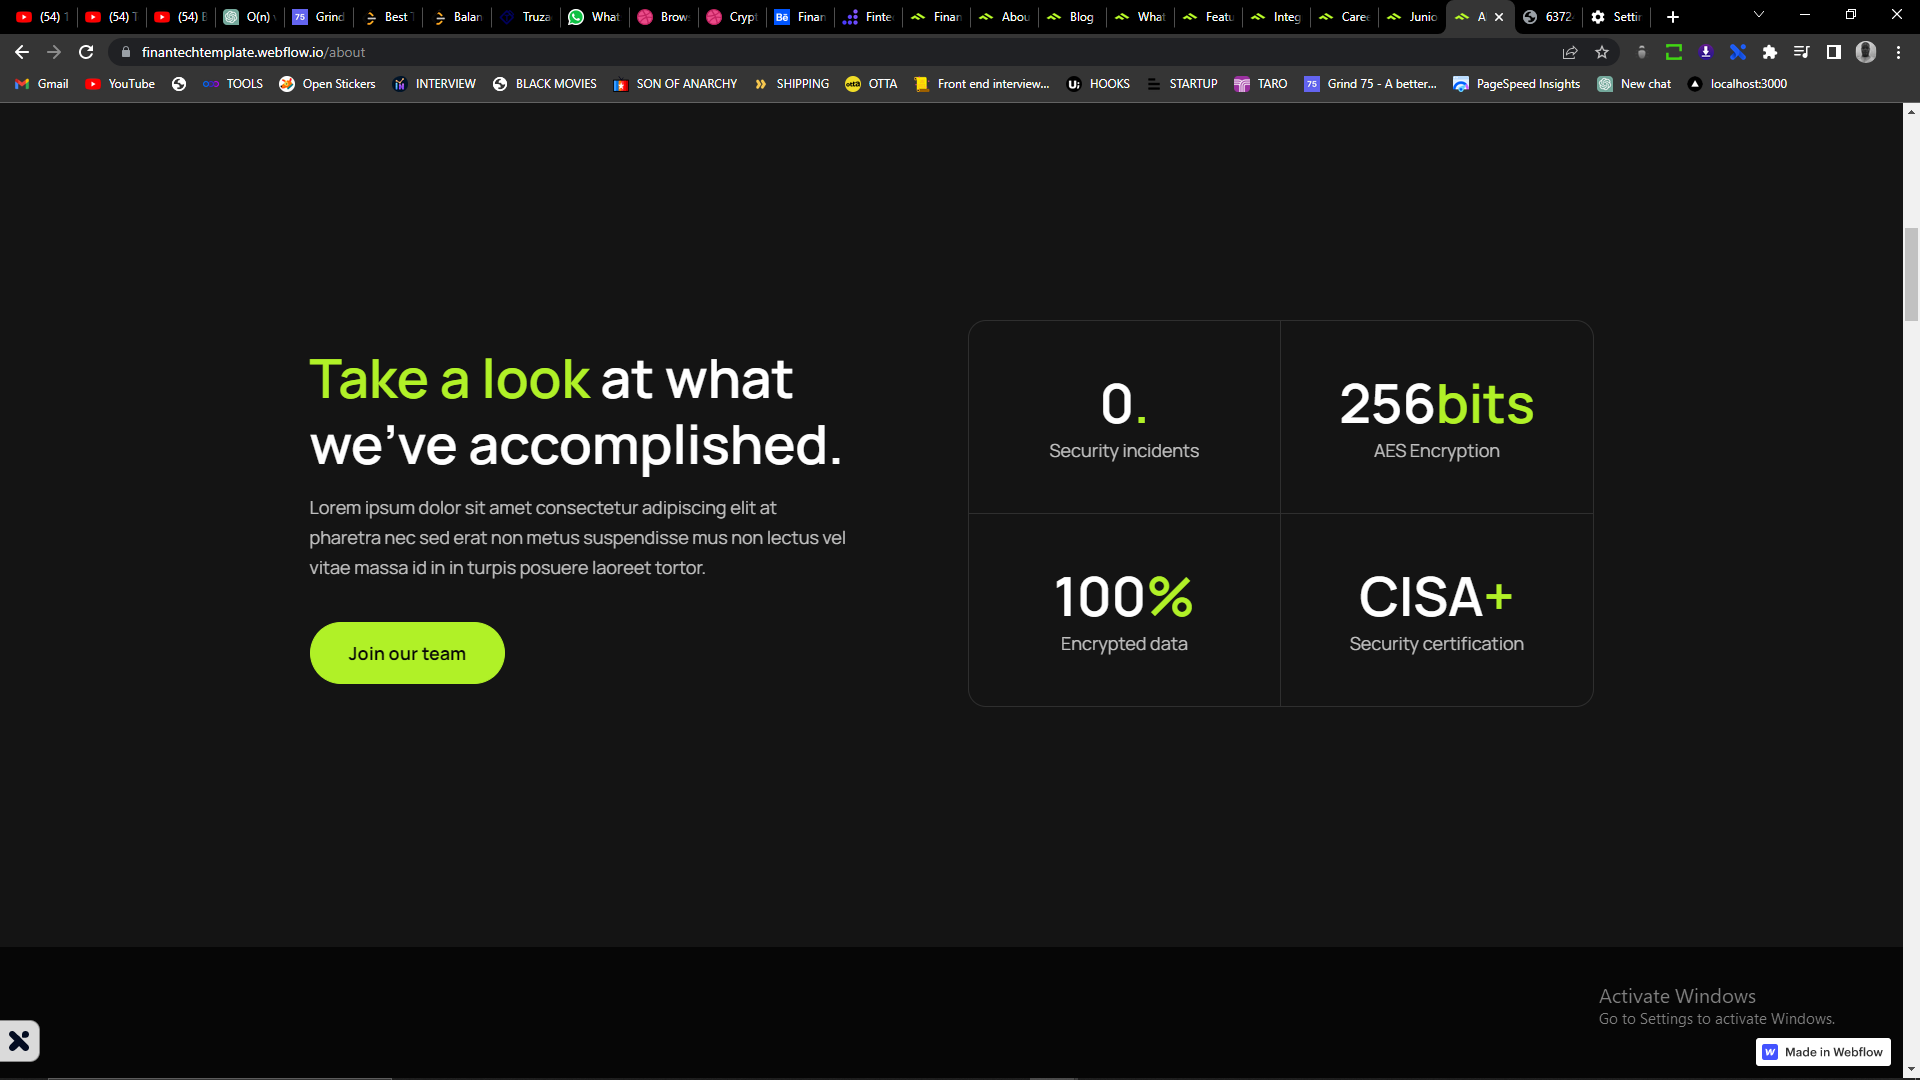 (54) T
(54) T
(54) E
O(n) v
75 Grind
Best T
Balan
Truza
What
Brow
Crypt
Bē Finan
Finte
Finan
Abou
Blog
What
Featu
Integ
Caree
Junio
A
6372
Settin
finantechtemplate.webflow.io/about
Gmail
YouTube
TOOLS
Open Stickers
INTERVIEW
BLACK MOVIES
SON OF ANARCHY
SHIPPING
otta OTTA
Front end interview...
HOOKS
STARTUP
TARO
75 Grind 75 - A better...
PageSpeed Insights
New chat
localhost:3000
Take a look at what
we’ve accomplished.
Lorem ipsum dolor sit amet consectetur adipiscing elit at
pharetra nec sed erat non metus suspendisse mus non lectus vel
vitae massa id in in turpis posuere laoreet tortor.
Join our team
0.
Security incidents
256bits
AES Encryption
100%
Encrypted data
CISA+
Security certification
Activate Windows
Go to Settings to activate Windows.
Made in Webflow